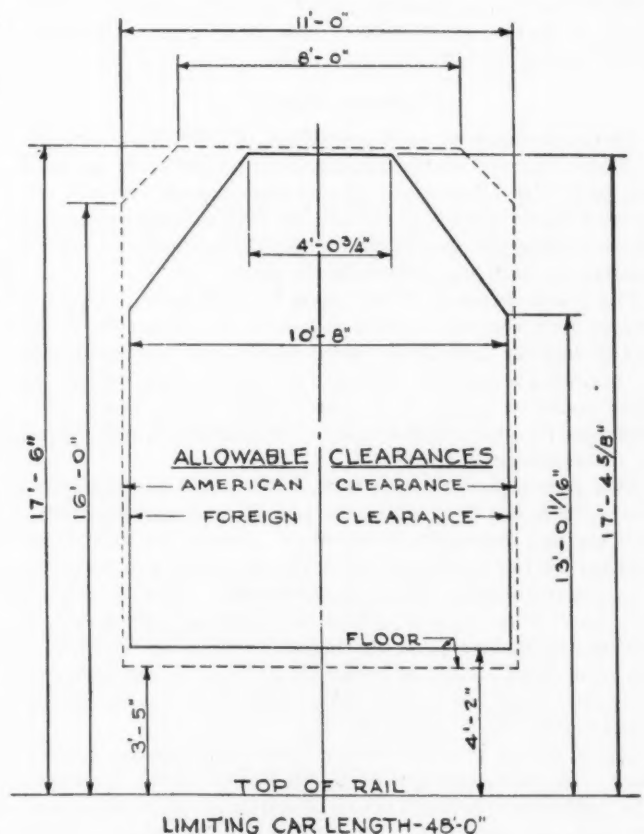 11'-0"
8'-0"
4'-0 3/4"
10'-8"
17'-6"
16'-0"
ALLOWABLE CLEARANCES
AMERICAN CLEARANCE
FOREIGN CLEARANCE
13'-0 11/16"
17'-4 5/8"
FLOOR
3'-5"
4'-2"
TOP OF RAIL
LIMITING CAR LENGTH-48'-0"